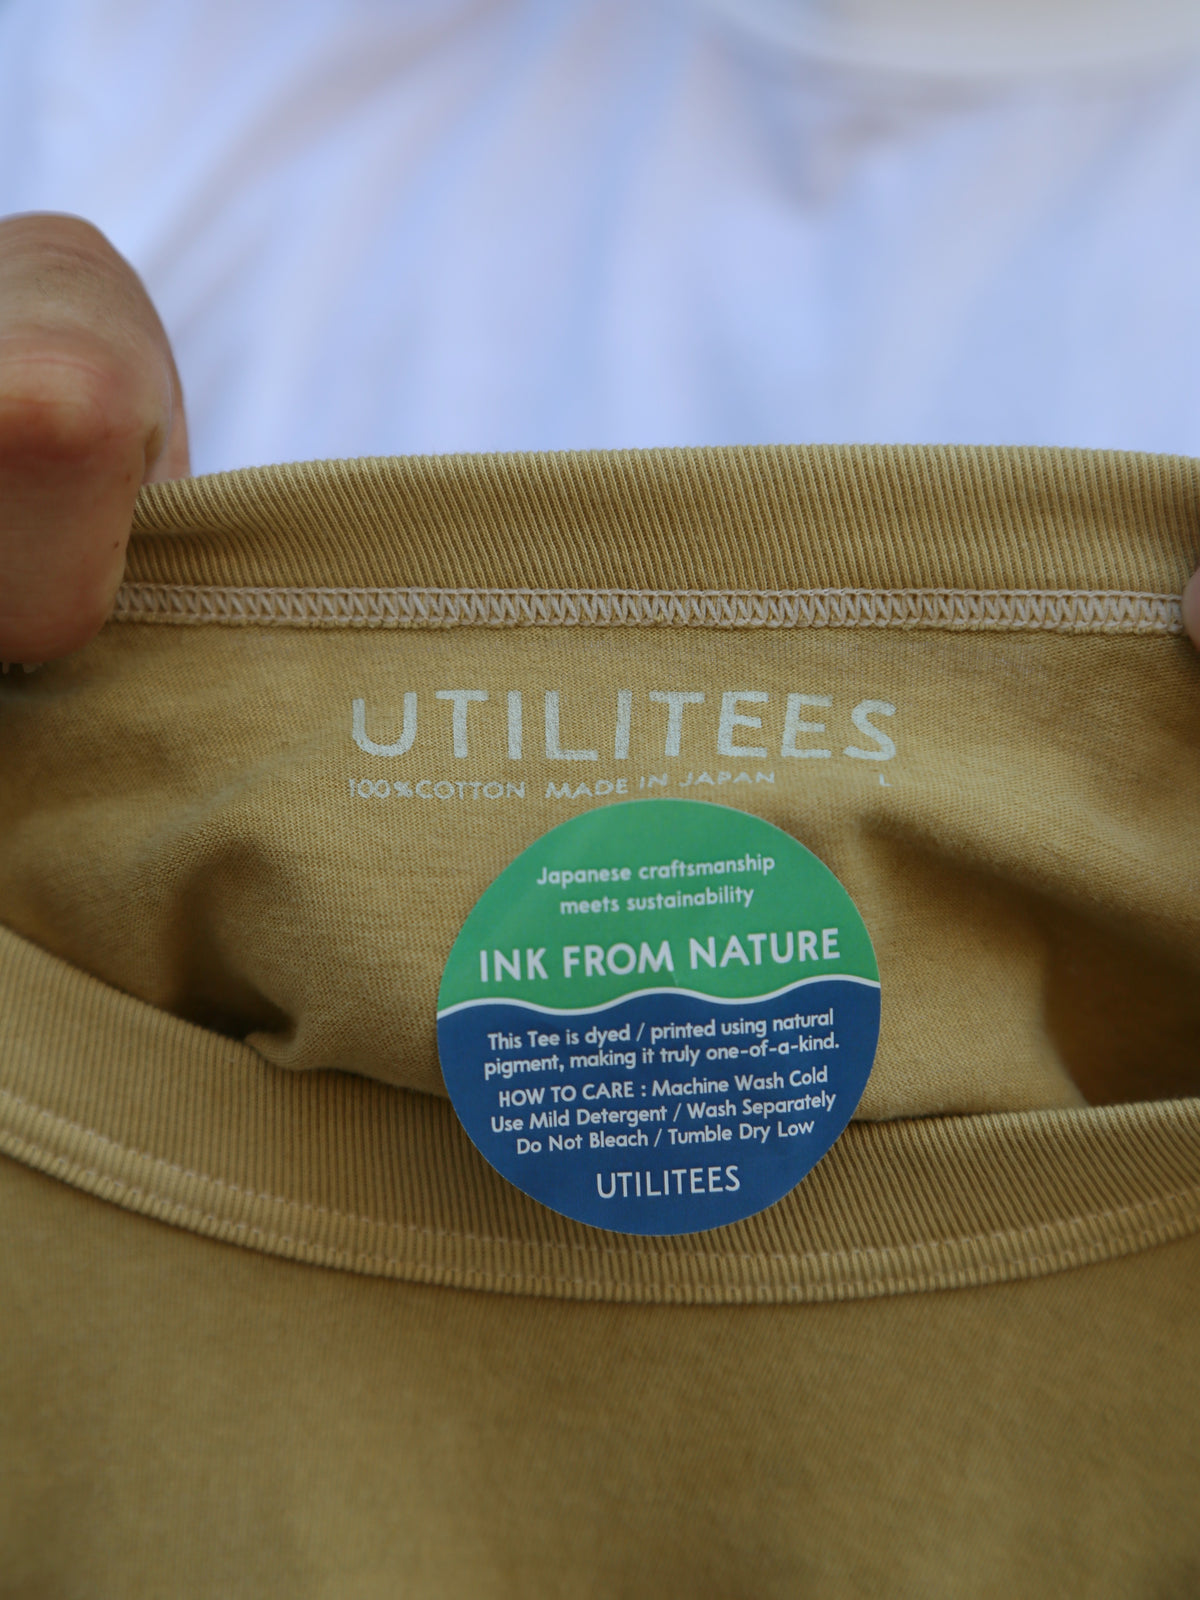 UTILITEES
100%COTTON MADE IN JAPAN L
Japanese craftsmanship
meets sustainability
INK FROM NATURE
This Tee is dyed / printed using natural
pigment, making it truly one-of-a-kind.
HOW TO CARE : Machine Wash Cold
Use Mild Detergent / Wash Separately
Do Not Bleach / Tumble Dry Low
UTILITEES